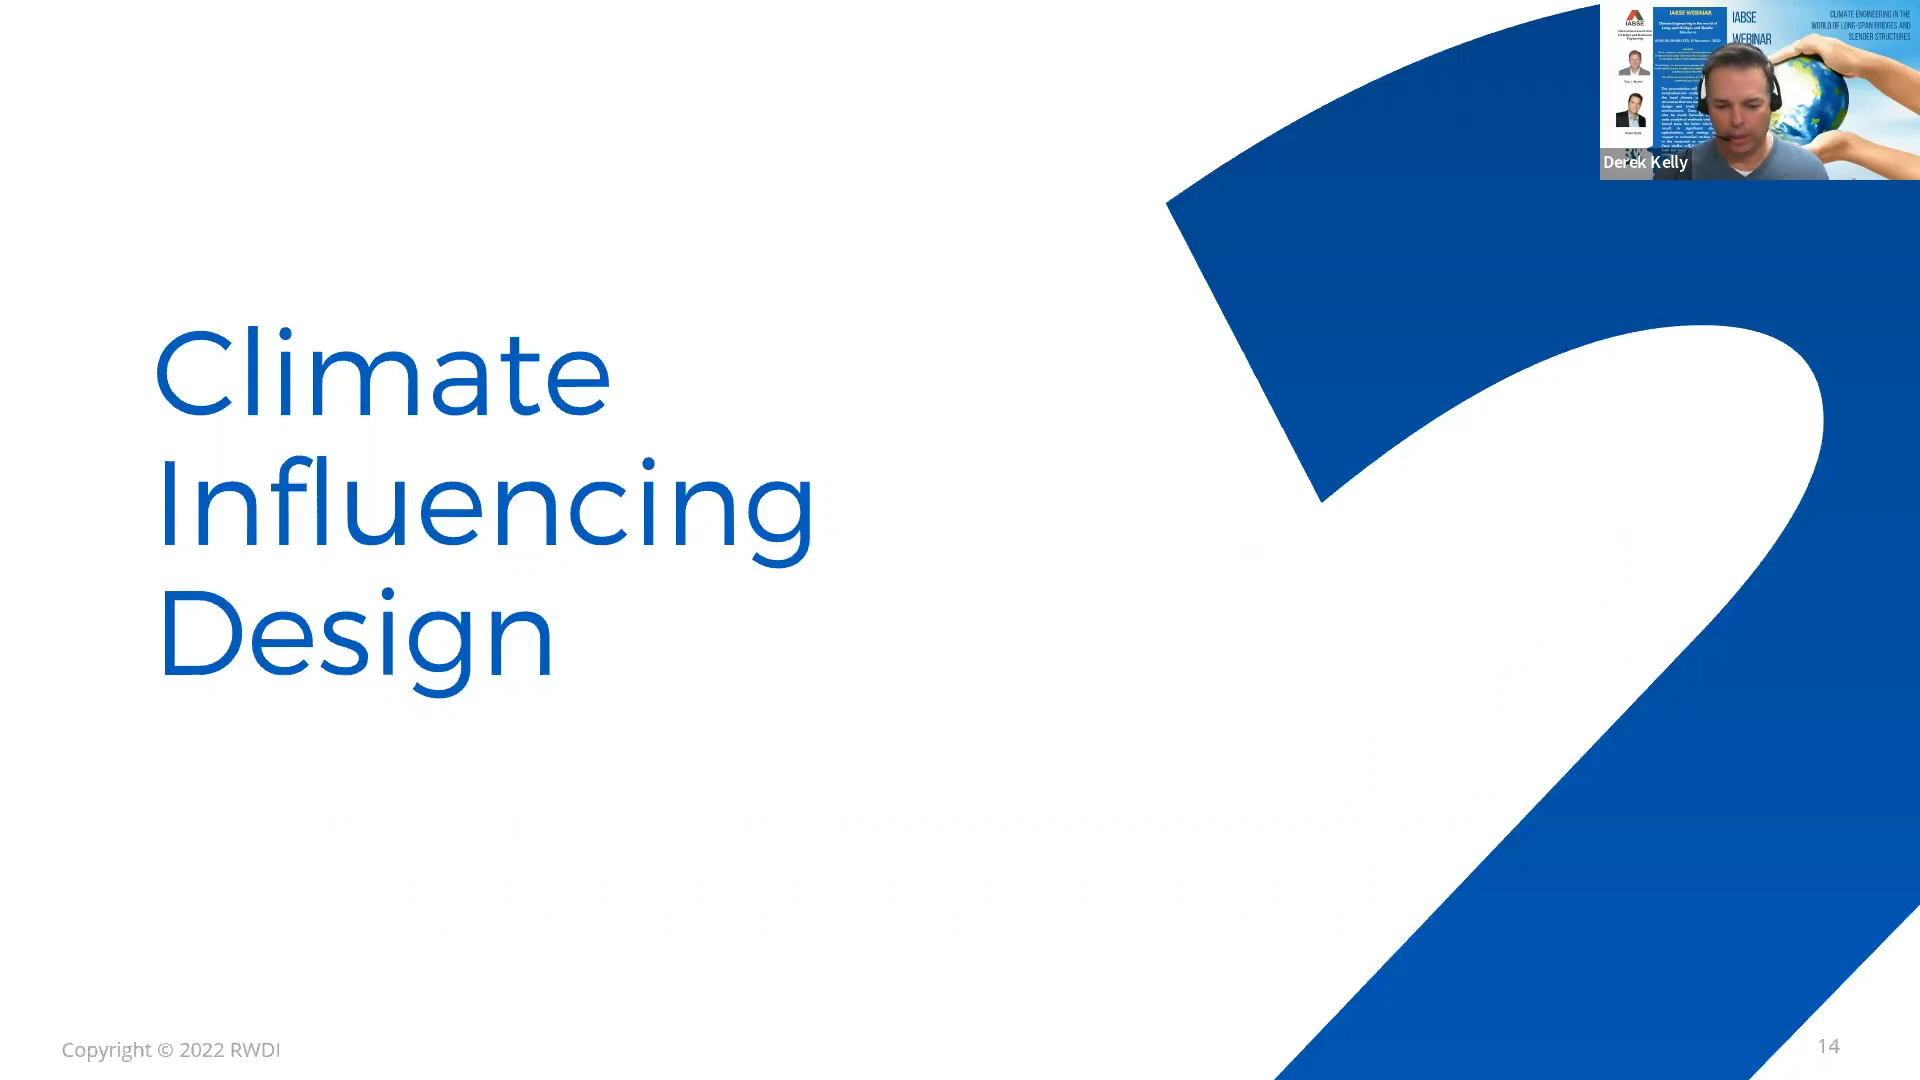 Climate
Influencing
Design
Copyright © 2022 RWDI
14
IABSE
IABSE WEBINAR
IABSE
WEBINAR
CLIMATE ENGINEERING IN THE
WORLD OF LONG-SPAN BRIDGES AND
SLENDER STRUCTURES
Derek Kelly